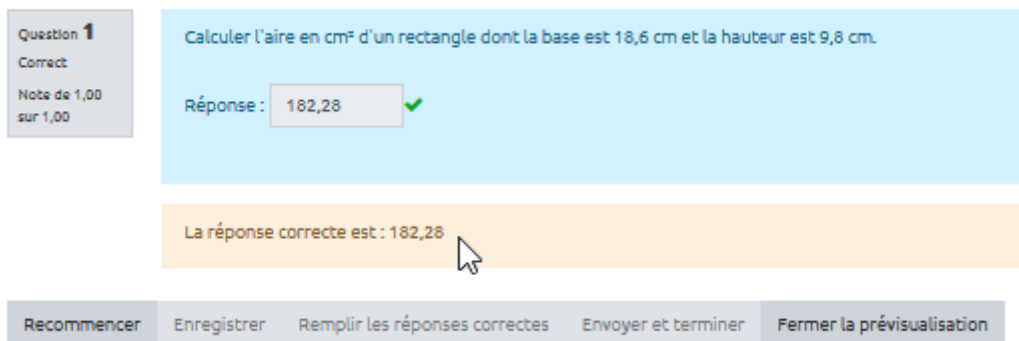 Question 1
Correct
Note de 1,00
sur 1,00
Calculer l'aire en cm² d'un rectangle dont la base est 18,6 cm et la hauteur est 9,8 cm.
Réponse : 182,28
La réponse correcte est : 182,28
Recommencer Enregistrer Remplir les réponses correctes Envoyer et terminer Fermer la prévisualisation